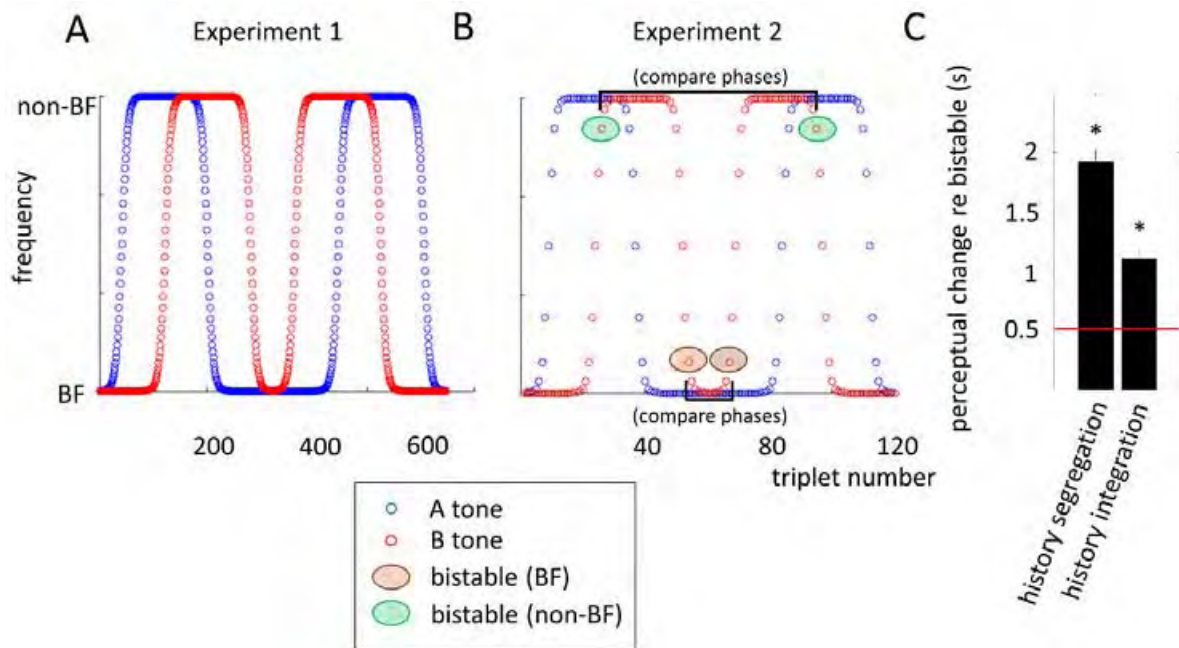 A
Experiment 1
B
Experiment 2
C
(compare phases)
non-BF
frequency
BF
200
400
600
(compare phases)
40
80
120
triplet number
perceptual change re bistable (s)
2
1.5
1
0.5
history segregation
history integration
A tone
B tone
bistable (BF)
bistable (non-BF)
*
*